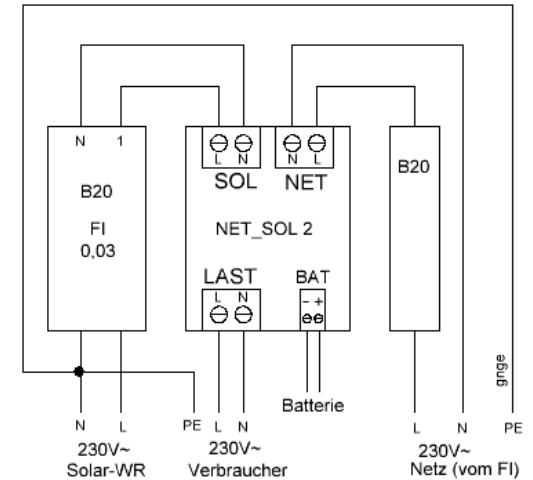 N 1
B20
FI
0,03
L N
SOL
N L
NET
NET_SOL 2
LAST
L N
BAT
- +
B20
gnge
Batterie
N L
230V~
Solar-WR
PE L N
230V~
Verbraucher
L N PE
230V~
Netz (vom FI)